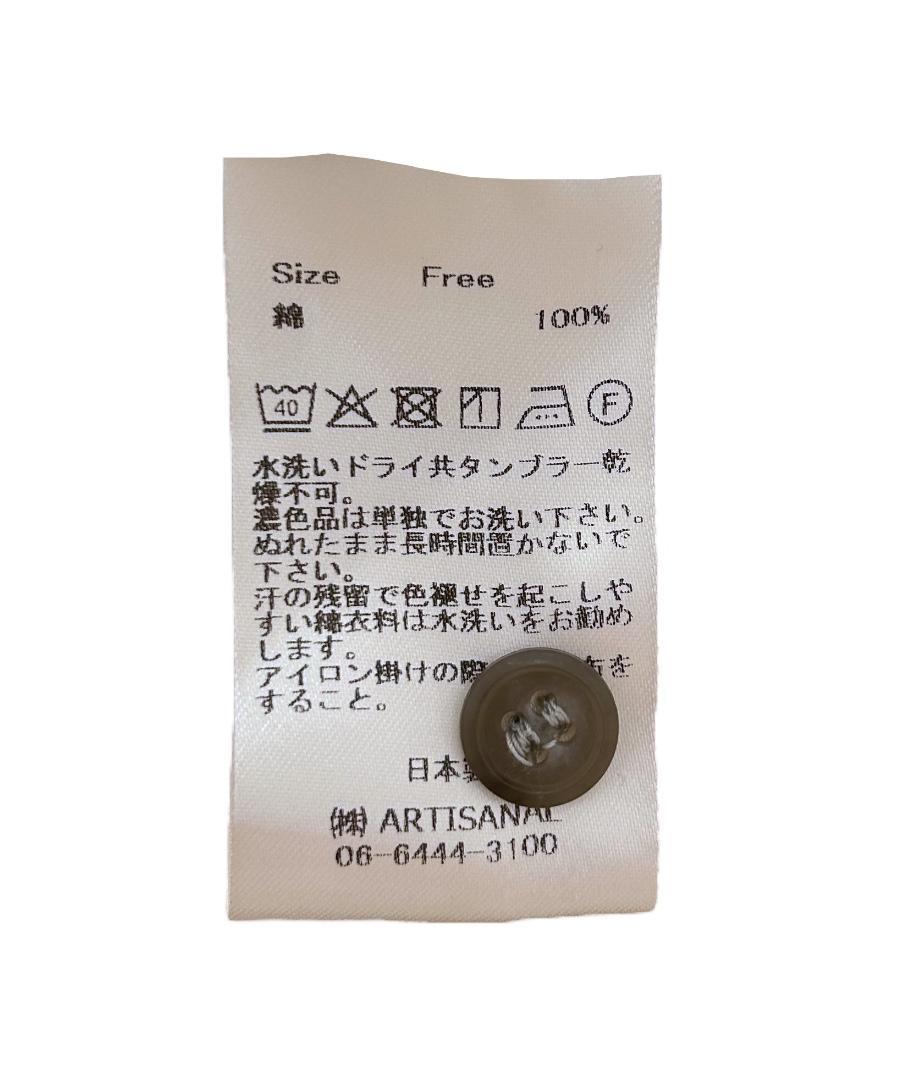 Size Free
綿 100%
40 F
水洗いドライ共タンブラー乾
燥不可。
濃色品は単独でお洗い下さい。
ぬれたまま長時間置かないで
下さい。
汗の残留で色褪せを起こしや
すい綿衣料は水洗いをお勧め
します。
アイロン掛けの際 布を
すること。
日本
㈱ ARTISANAL
06-6444-3100